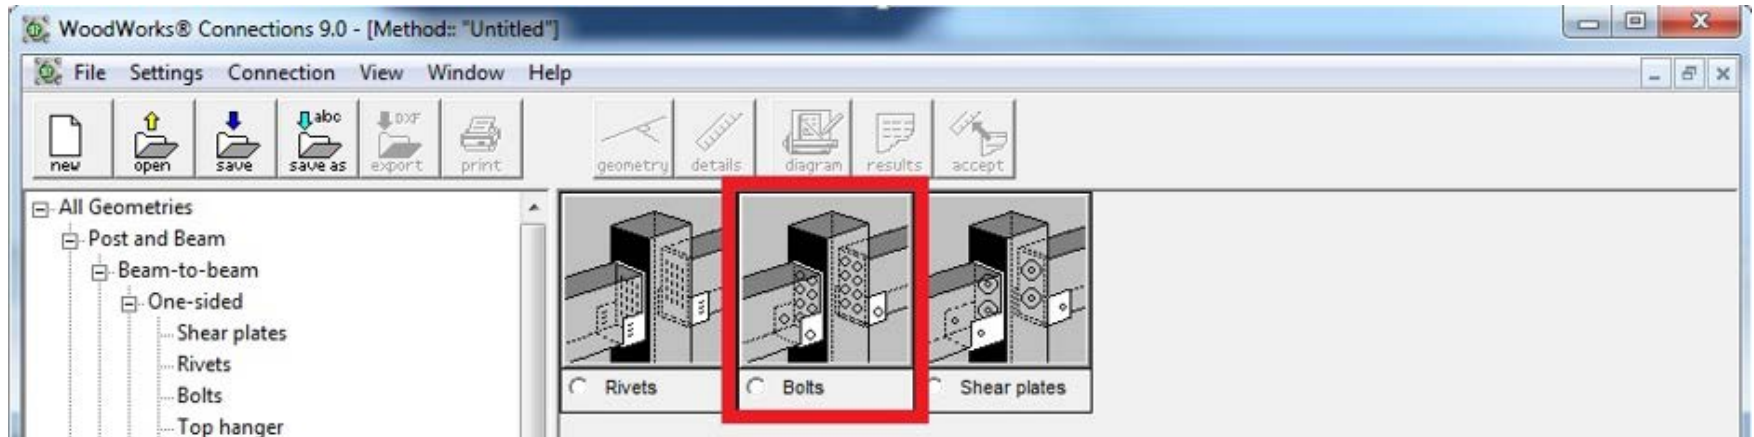 WoodWorks® Connections 9.0 - [Method:: "Untitled"]
File Settings Connection View Window Help
new open save abc save as DXF export print geometry details diagram results accept
All Geometries
Post and Beam
Beam-to-beam
One-sided
Shear plates
Rivets
Bolts
Top hanger
Rivets Bolts Shear plates